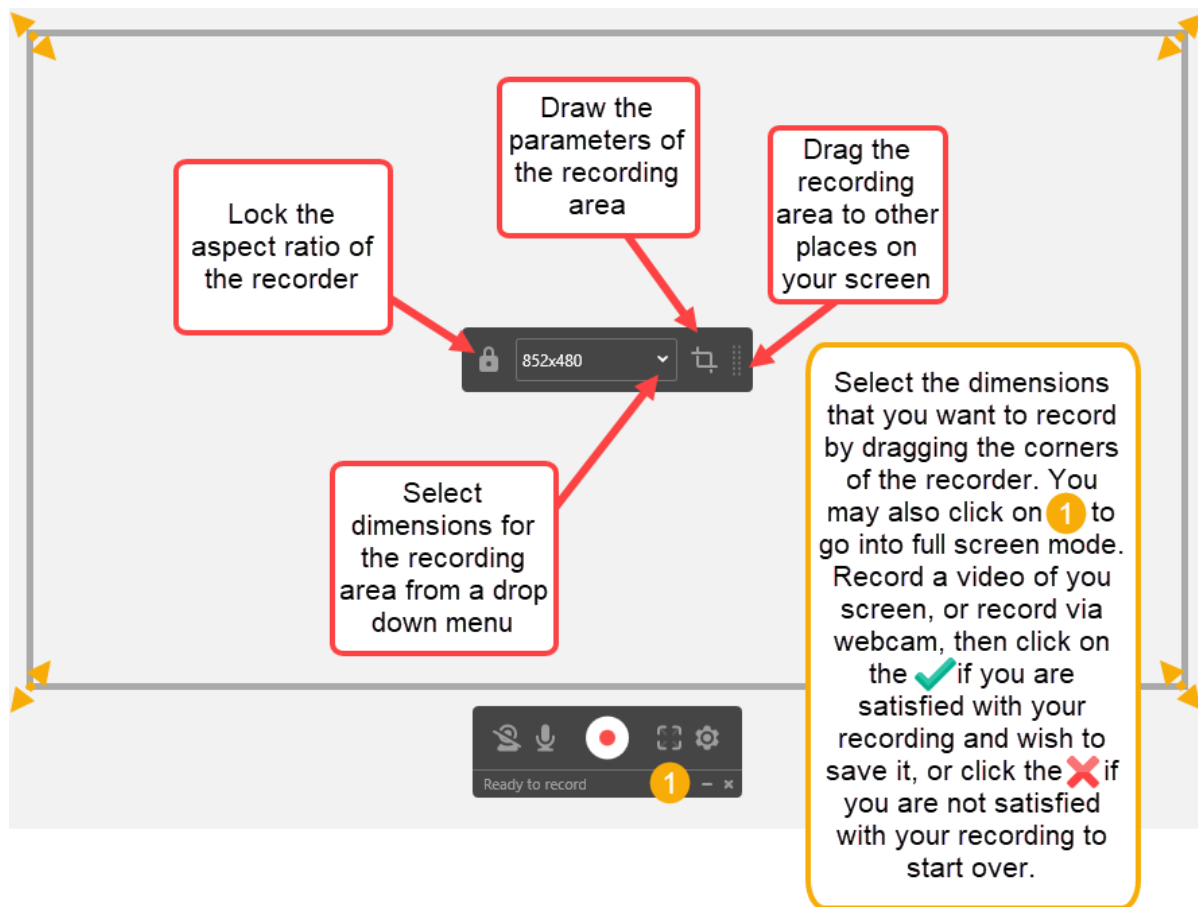 Draw the
parameters of
the recording
area
Drag the
recording
area to other
places on
your screen
Lock the
aspect ratio of
the recorder
852x480
Select
dimensions for
the recording
area from a drop
down menu
Select the dimensions
that you want to record
by dragging the corners
of the recorder. You
may also click on 1 to
go into full screen mode.
Record a video of you
screen, or record via
webcam, then click on
the if you are
satisfied with your
recording and wish to
save it, or click the if
you are not satisfied
with your recording to
start over.
Ready to record 1